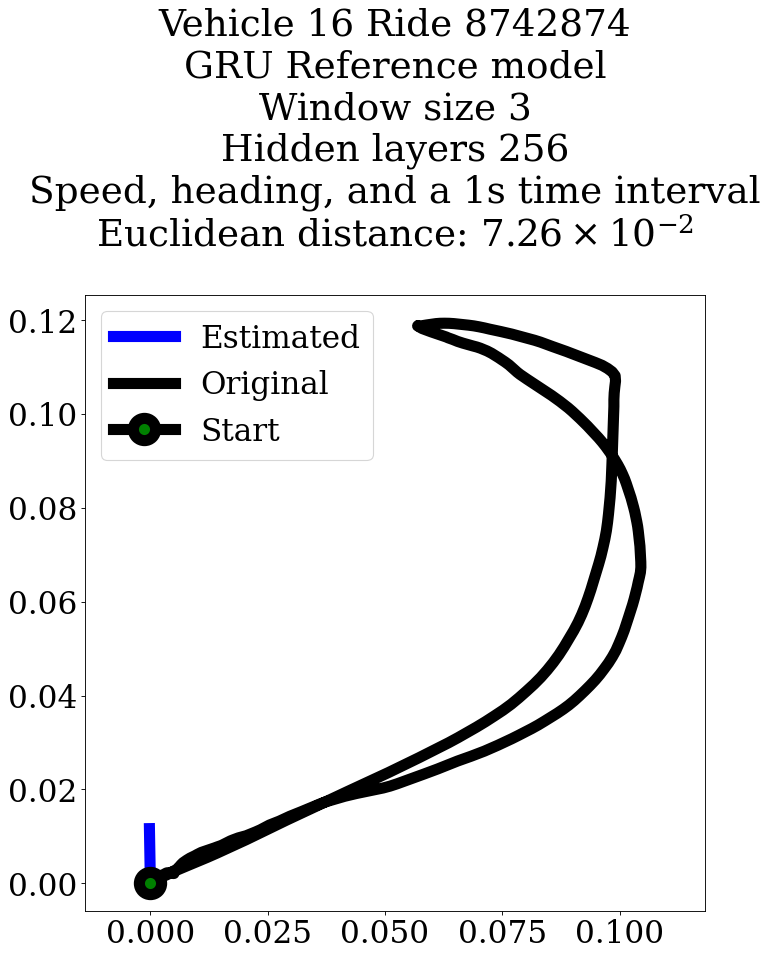 Vehicle 16 Ride 8742874
GRU Reference model
Window size 3
Hidden layers 256
Speed, heading, and a 1s time interval
Euclidean distance: 7.26 × 10⁻²
Estimated
Original
Start
0.12
0.10
0.08
0.06
0.04
0.02
0.00
0.000 0.025 0.050 0.075 0.100